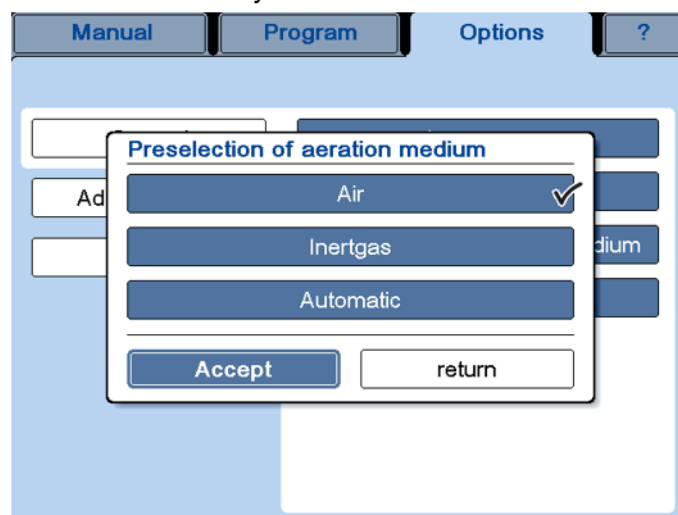 Manual Program Options ?
Preselection of aeration medium
Air
Ad
Inertgas
dium
Automatic
Accept return